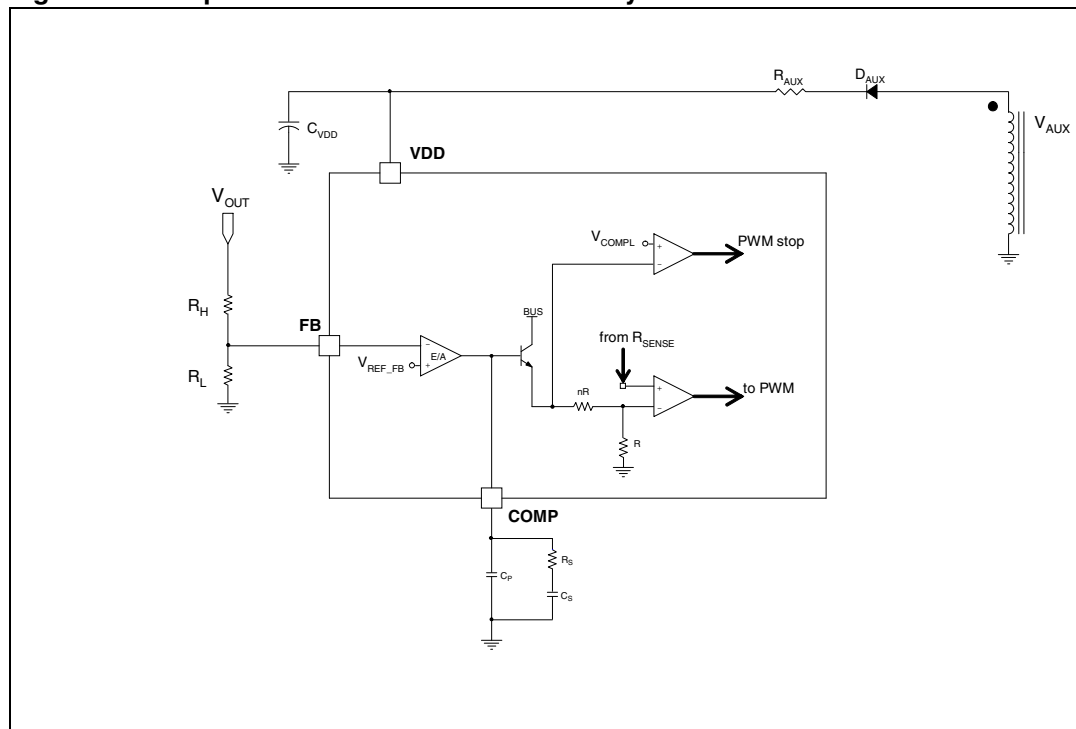 R_AUX
D_AUX
C_VDD
V_AUX
VDD
V_OUT
V_COMPL
+
−
PWM stop
R_H
BUS
FB
from R_SENSE
−
E/A
V_REF_FB
+
nR
+
−
to PWM
R_L
R
COMP
R_S
C_P
C_S